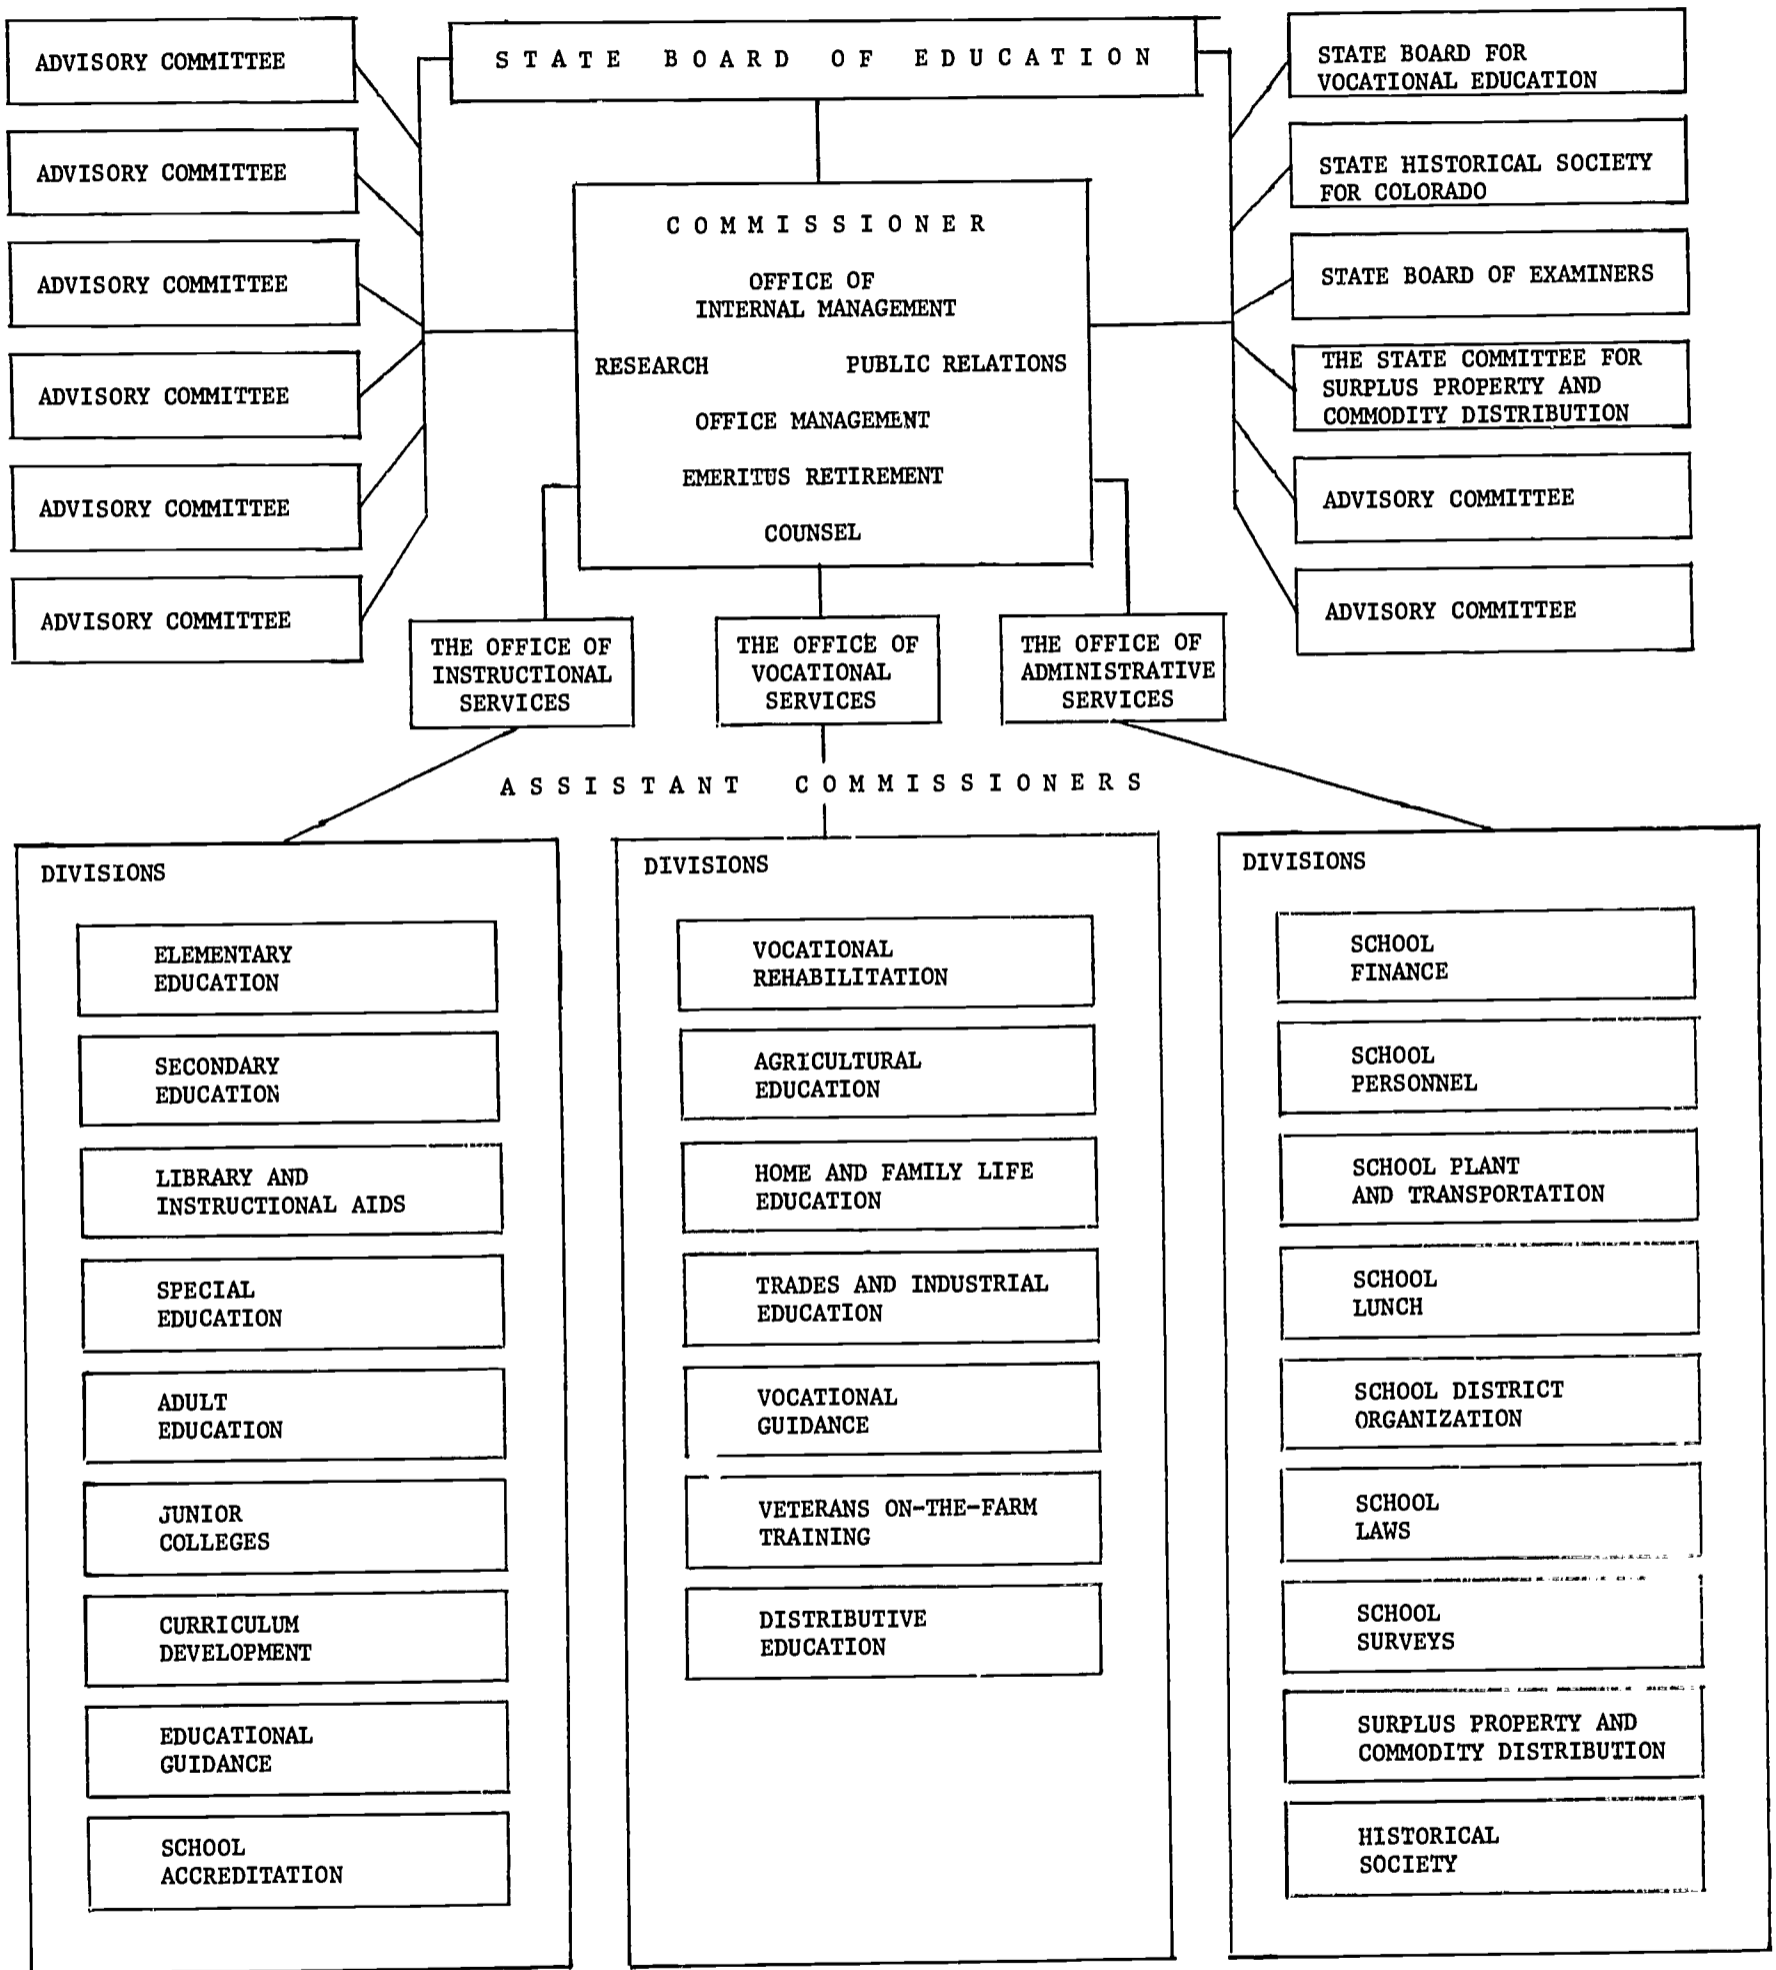 STATE BOARD OF EDUCATION
ADVISORY COMMITTEE
ADVISORY COMMITTEE
ADVISORY COMMITTEE
ADVISORY COMMITTEE
ADVISORY COMMITTEE
ADVISORY COMMITTEE
COMMISSIONER
OFFICE OF
INTERNAL MANAGEMENT
RESEARCH
PUBLIC RELATIONS
OFFICE MANAGEMENT
EMERITUS RETIREMENT
COUNSEL
STATE BOARD FOR
VOCATIONAL EDUCATION
STATE HISTORICAL SOCIETY
FOR COLORADO
STATE BOARD OF EXAMINERS
THE STATE COMMITTEE FOR
SURPLUS PROPERTY AND
COMMODITY DISTRIBUTION
ADVISORY COMMITTEE
ADVISORY COMMITTEE
THE OFFICE OF
INSTRUCTIONAL
SERVICES
THE OFFICE OF
VOCATIONAL
SERVICES
THE OFFICE OF
ADMINISTRATIVE
SERVICES
ASSISTANT COMMISSIONERS
DIVISIONS
ELEMENTARY
EDUCATION
SECONDARY
EDUCATION
LIBRARY AND
INSTRUCTIONAL AIDS
SPECIAL
EDUCATION
ADULT
EDUCATION
JUNIOR
COLLEGES
CURRICULUM
DEVELOPMENT
EDUCATIONAL
GUIDANCE
SCHOOL
ACCREDITATION
DIVISIONS
VOCATIONAL
REHABILITATION
AGRICULTURAL
EDUCATION
HOME AND FAMILY LIFE
EDUCATION
TRADES AND INDUSTRIAL
EDUCATION
VOCATIONAL
GUIDANCE
VETERANS ON-THE-FARM
TRAINING
DISTRIBUTIVE
EDUCATION
DIVISIONS
SCHOOL
FINANCE
SCHOOL
PERSONNEL
SCHOOL PLANT
AND TRANSPORTATION
SCHOOL
LUNCH
SCHOOL DISTRICT
ORGANIZATION
SCHOOL
LAWS
SCHOOL
SURVEYS
SURPLUS PROPERTY AND
COMMODITY DISTRIBUTION
HISTORICAL
SOCIETY